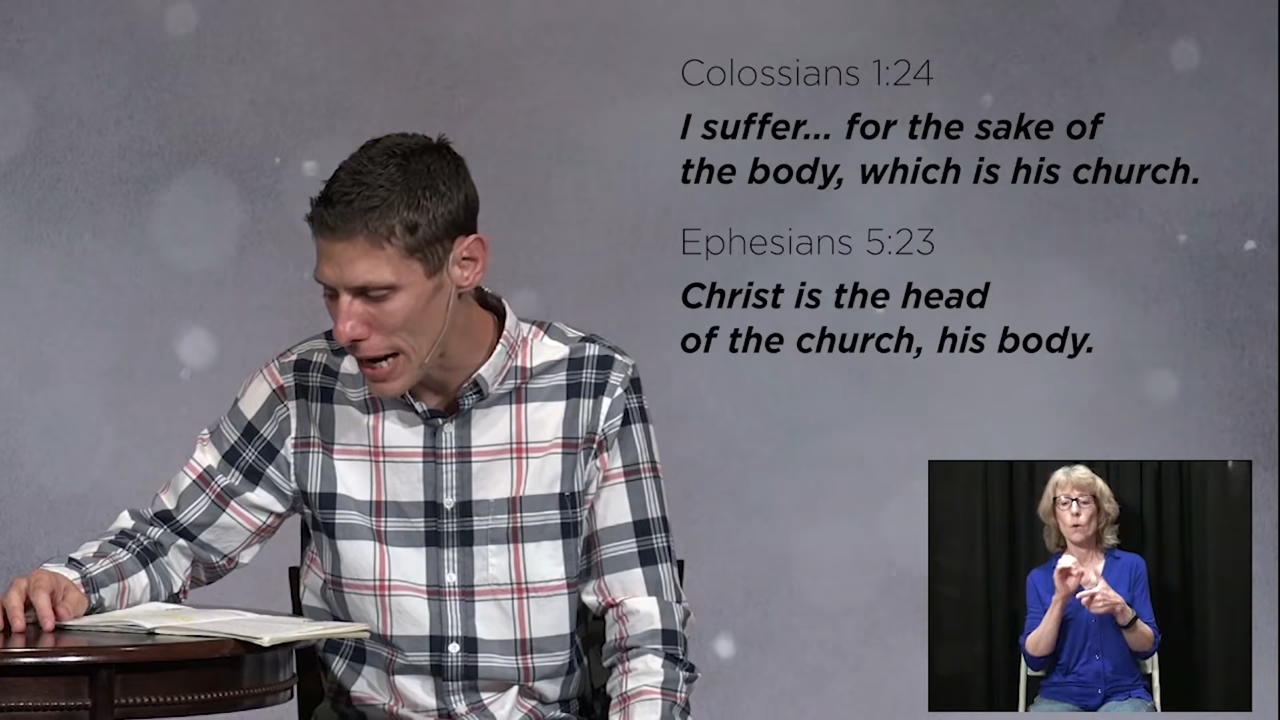 Colossians 1:24
I suffer... for the sake of
the body, which is his church.
Ephesians 5:23
Christ is the head
of the church, his body.